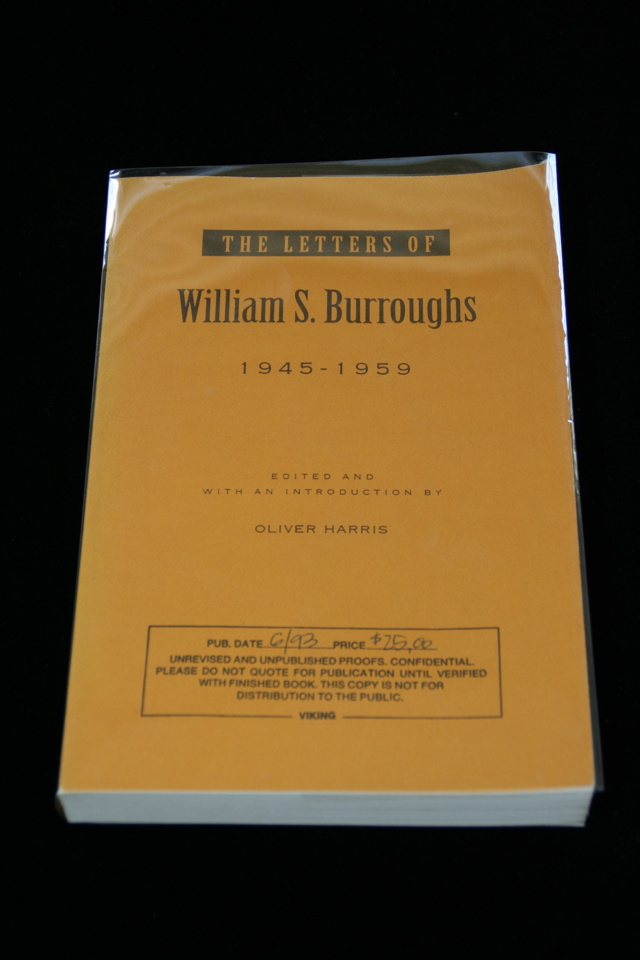 THE LETTERS OF
William S. Burroughs
1945-1959
EDITED AND
WITH AN INTRODUCTION BY
OLIVER HARRIS
PUB. DATE 6/93 PRICE $25,00
UNREVISED AND UNPUBLISHED PROOFS. CONFIDENTIAL.
PLEASE DO NOT QUOTE FOR PUBLICATION UNTIL VERIFIED
WITH FINISHED BOOK. THIS COPY IS NOT FOR
DISTRIBUTION TO THE PUBLIC.
VIKING